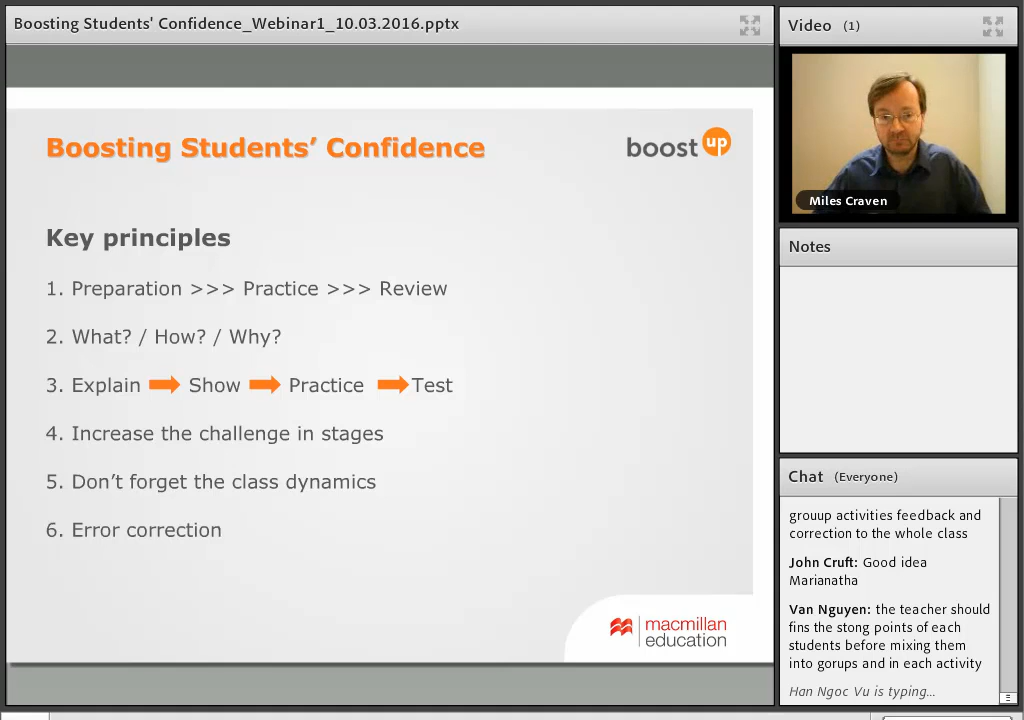 Boosting Students' Confidence_Webinar1_10.03.2016.pptx
Boosting Students’ Confidence
boost up
Key principles
1. Preparation >>> Practice >>> Review
2. What? / How? / Why?
3. Explain Show Practice Test
4. Increase the challenge in stages
5. Don’t forget the class dynamics
6. Error correction
macmillan
education
Video (1)
Miles Craven
Notes
Chat (Everyone)
grouup activities feedback and
correction to the whole class
John Cruft: Good idea
Marianatha
Van Nguyen: the teacher should
fins the stong points of each
students before mixing them
into gorups and in each activity
Han Ngoc Vu is typing...